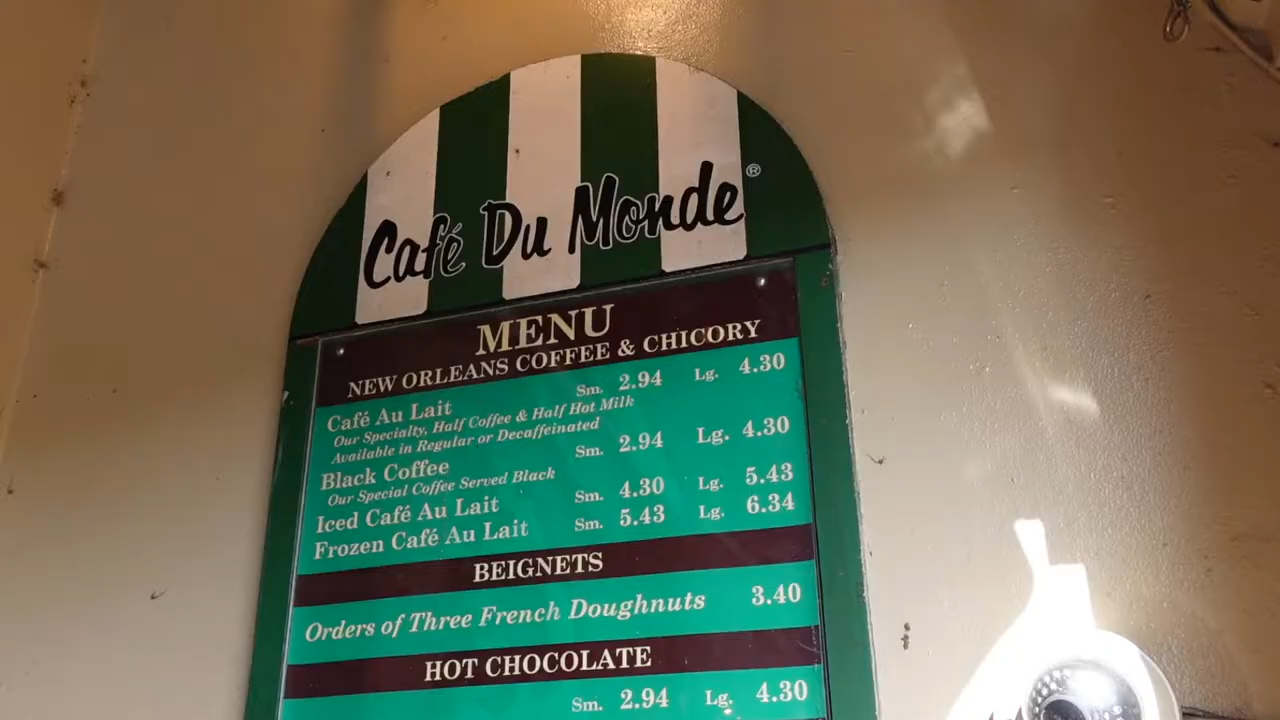 Café Du Monde®
MENU
NEW ORLEANS COFFEE & CHICORY
Café Au Lait Sm. 2.94 Lg. 4.30
Our Specialty, Half Coffee & Half Hot Milk
Available in Regular or Decaffeinated
Black Coffee Sm. 2.94 Lg. 4.30
Our Special Coffee Served Black
Iced Café Au Lait Sm. 4.30 Lg. 5.43
Frozen Café Au Lait Sm. 5.43 Lg. 6.34
BEIGNETS
Orders of Three French Doughnuts 3.40
HOT CHOCOLATE
Sm. 2.94 Lg. 4.30